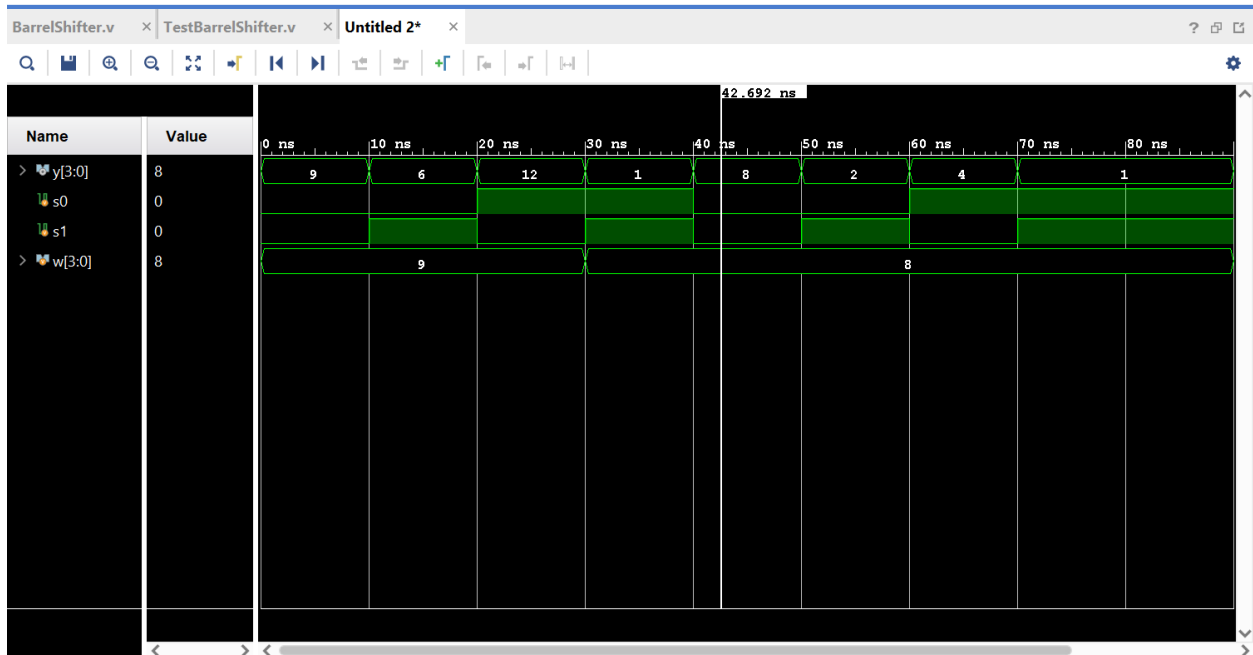 BarrelShifter.v × TestBarrelShifter.v × Untitled 2* × ?
42.692 ns
Name Value 0 ns 10 ns 20 ns 30 ns 40 ns 50 ns 60 ns 70 ns 80 ns
> y[3:0] 8 9 6 12 1 8 2 4 1
s0 0
s1 0
> w[3:0] 8 9 8